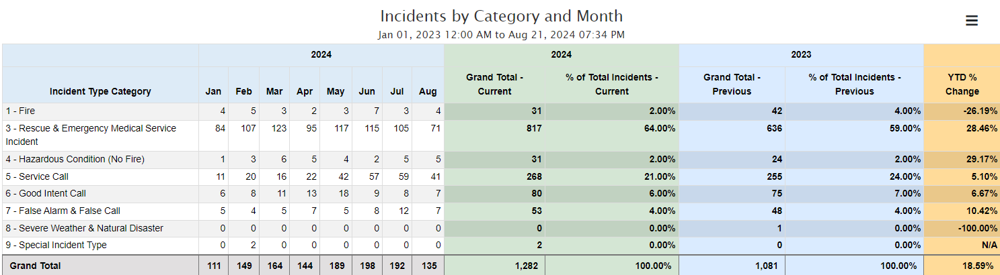 Incidents by Category and Month
Jan 01, 2023 12:00 AM to Aug 21, 2024 07:34 PM
2024 2024 2023
Incident Type Category Jan Feb Mar Apr May Jun Jul Aug Grand Total - Current % of Total Incidents - Current Grand Total - Previous % of Total Incidents - Previous YTD % Change
1 - Fire 4 5 3 2 3 7 3 4 31 2.00% 42 4.00% -26.19%
3 - Rescue & Emergency Medical Service Incident 84 107 123 95 117 115 105 71 817 64.00% 636 59.00% 28.46%
4 - Hazardous Condition (No Fire) 1 3 6 5 4 2 5 5 31 2.00% 24 2.00% 29.17%
5 - Service Call 11 20 16 22 42 57 59 41 268 21.00% 255 24.00% 5.10%
6 - Good Intent Call 6 8 11 13 18 9 8 7 80 6.00% 75 7.00% 6.67%
7 - False Alarm & False Call 5 4 5 7 5 8 12 7 53 4.00% 48 4.00% 10.42%
8 - Severe Weather & Natural Disaster 0 0 0 0 0 0 0 0 0 0.00% 1 0.00% -100.00%
9 - Special Incident Type 0 2 0 0 0 0 0 0 2 0.00% 0 0.00% N/A
Grand Total 111 149 164 144 189 198 192 135 1,282 100.00% 1,081 100.00% 18.59%